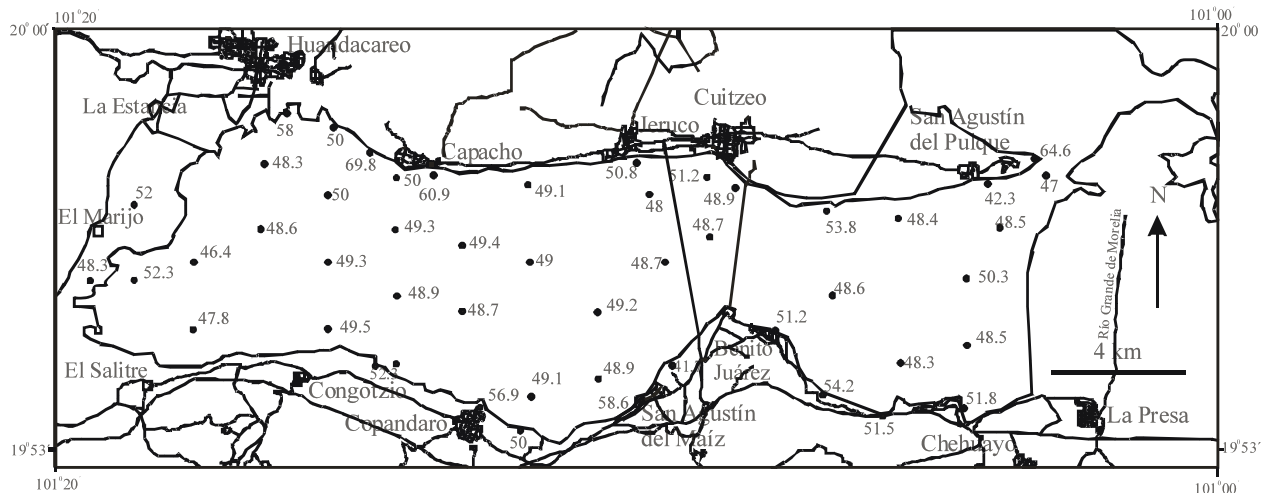 101°20'
101°00'
20° 00'
20° 00'
Huandacareo
La Estancia
Cuitzeo
58
50
Jeruco
San Agustín
del Pulque
48.3
69.8
Capacho
50.8
64.6
50
60.9
49.1
51.2
47
52
50
48
48.9
42.3
El Marijo
48.6
49.3
48.7
53.8
48.4
48.5
N
46.4
49.3
49.4
49
48.7
48.3
52.3
50.3
48.9
48.7
49.2
48.6
Río Grande de Morelia
47.8
49.5
51.2
48.5
El Salitre
Benito
Juárez
48.3
4 km
Congotzio
56.9
49.1
48.9
54.2
Copandaro
58.6
San Agustín
del Maíz
51.8
La Presa
50
51.5
Chehuayo
19°53'
19°53'
101°20
101°00